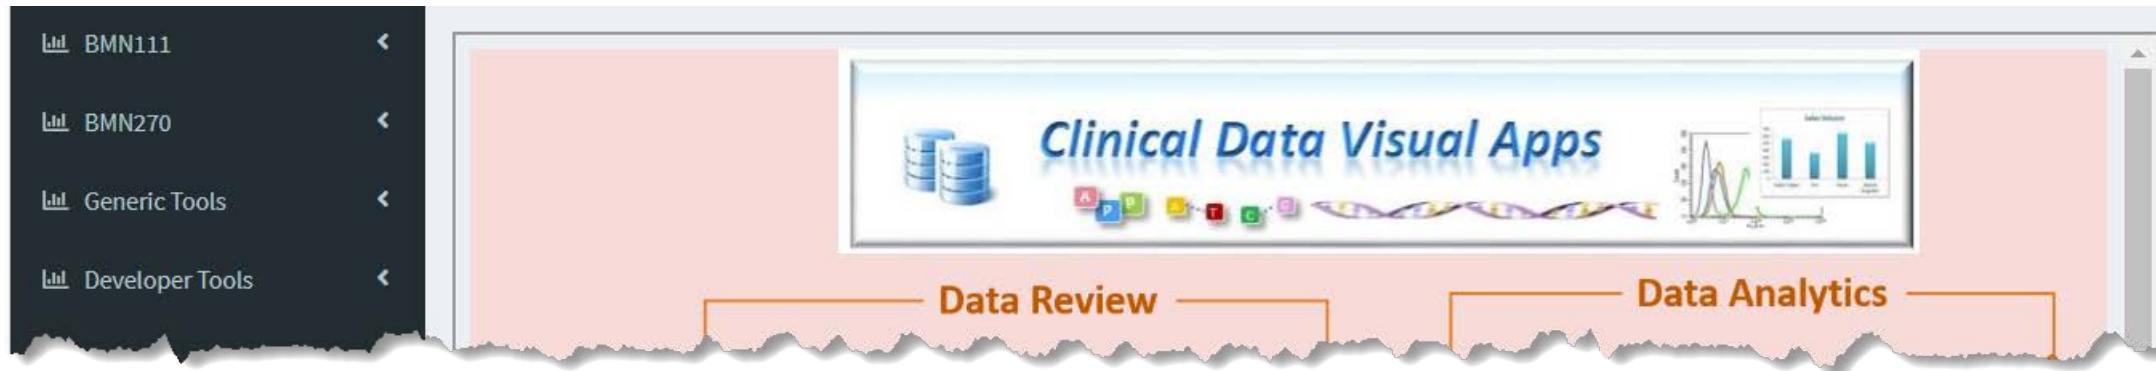 BMN111
BMN270
Generic Tools
Developer Tools
Clinical Data Visual Apps
A P P A T C C
Data Review
Data Analytics